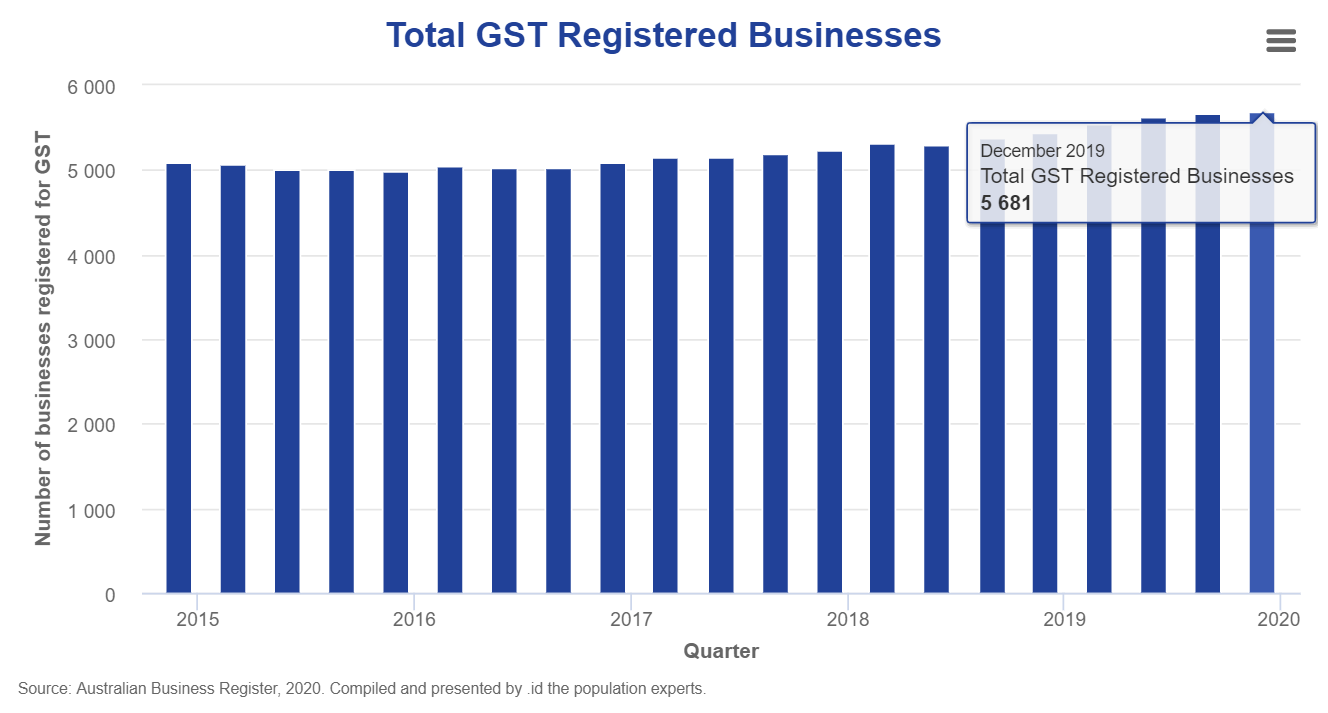 Total GST Registered Businesses
Number of businesses registered for GST
6 000
5 000
4 000
3 000
2 000
1 000
0
December 2019
Total GST Registered Businesses
5 681
2015 2016 2017 2018 2019 2020
Quarter
Source: Australian Business Register, 2020. Compiled and presented by .id the population experts.